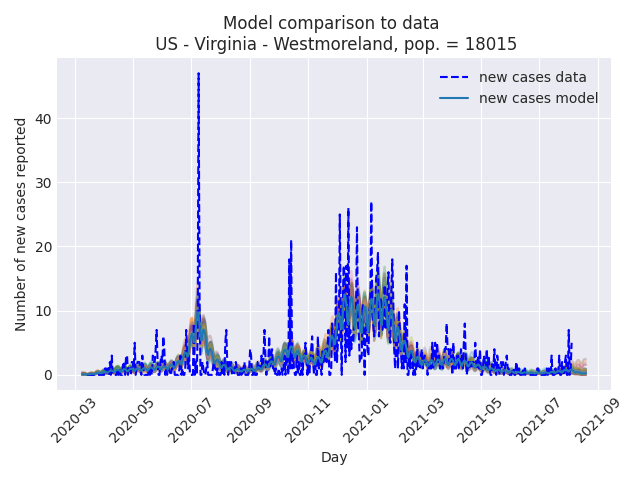 Model comparison to data
US - Virginia - Westmoreland, pop. = 18015
new cases data
new cases model
Number of new cases reported
40
30
20
10
0
2020-03
2020-05
2020-07
2020-09
2020-11
2021-01
2021-03
2021-05
2021-07
2021-09
Day